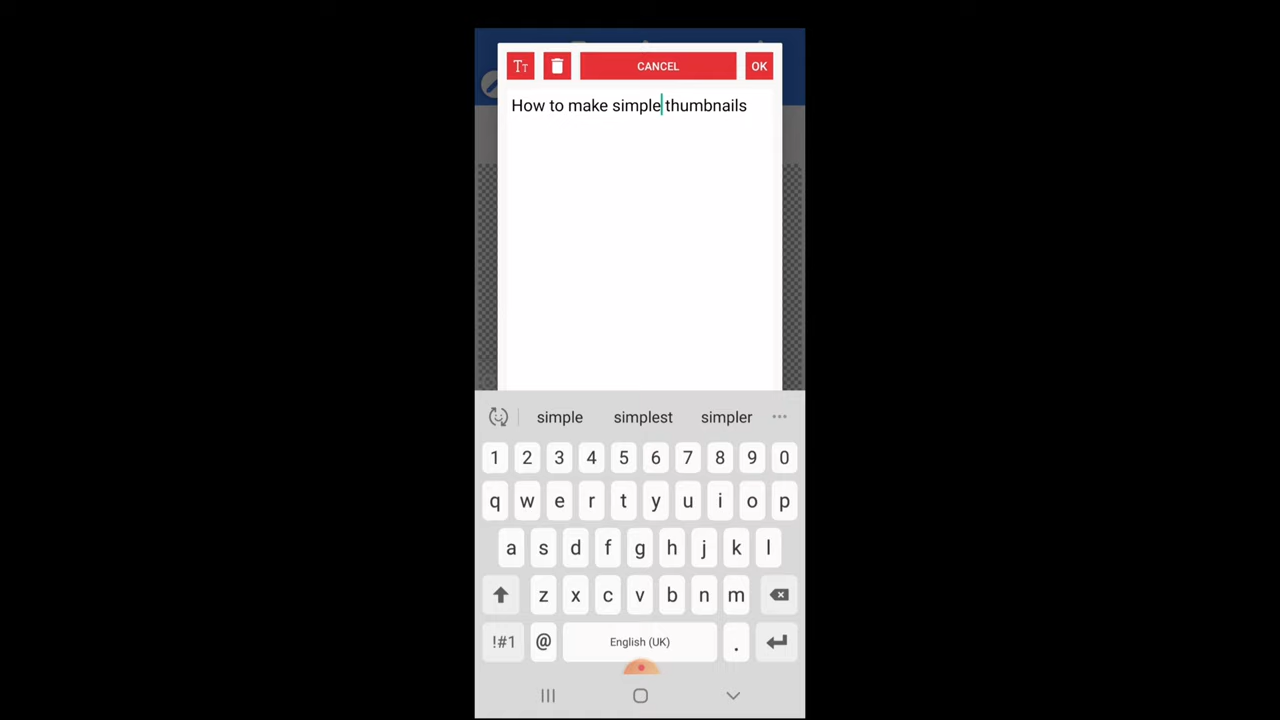 TT CANCEL OK
How to make simple thumbnails
simple simplest simpler ...
1 2 3 4 5 6 7 8 9 0
q w e r t y u i o p
a s d f g h j k l
z x c v b n m
!#1 @ English (UK) .